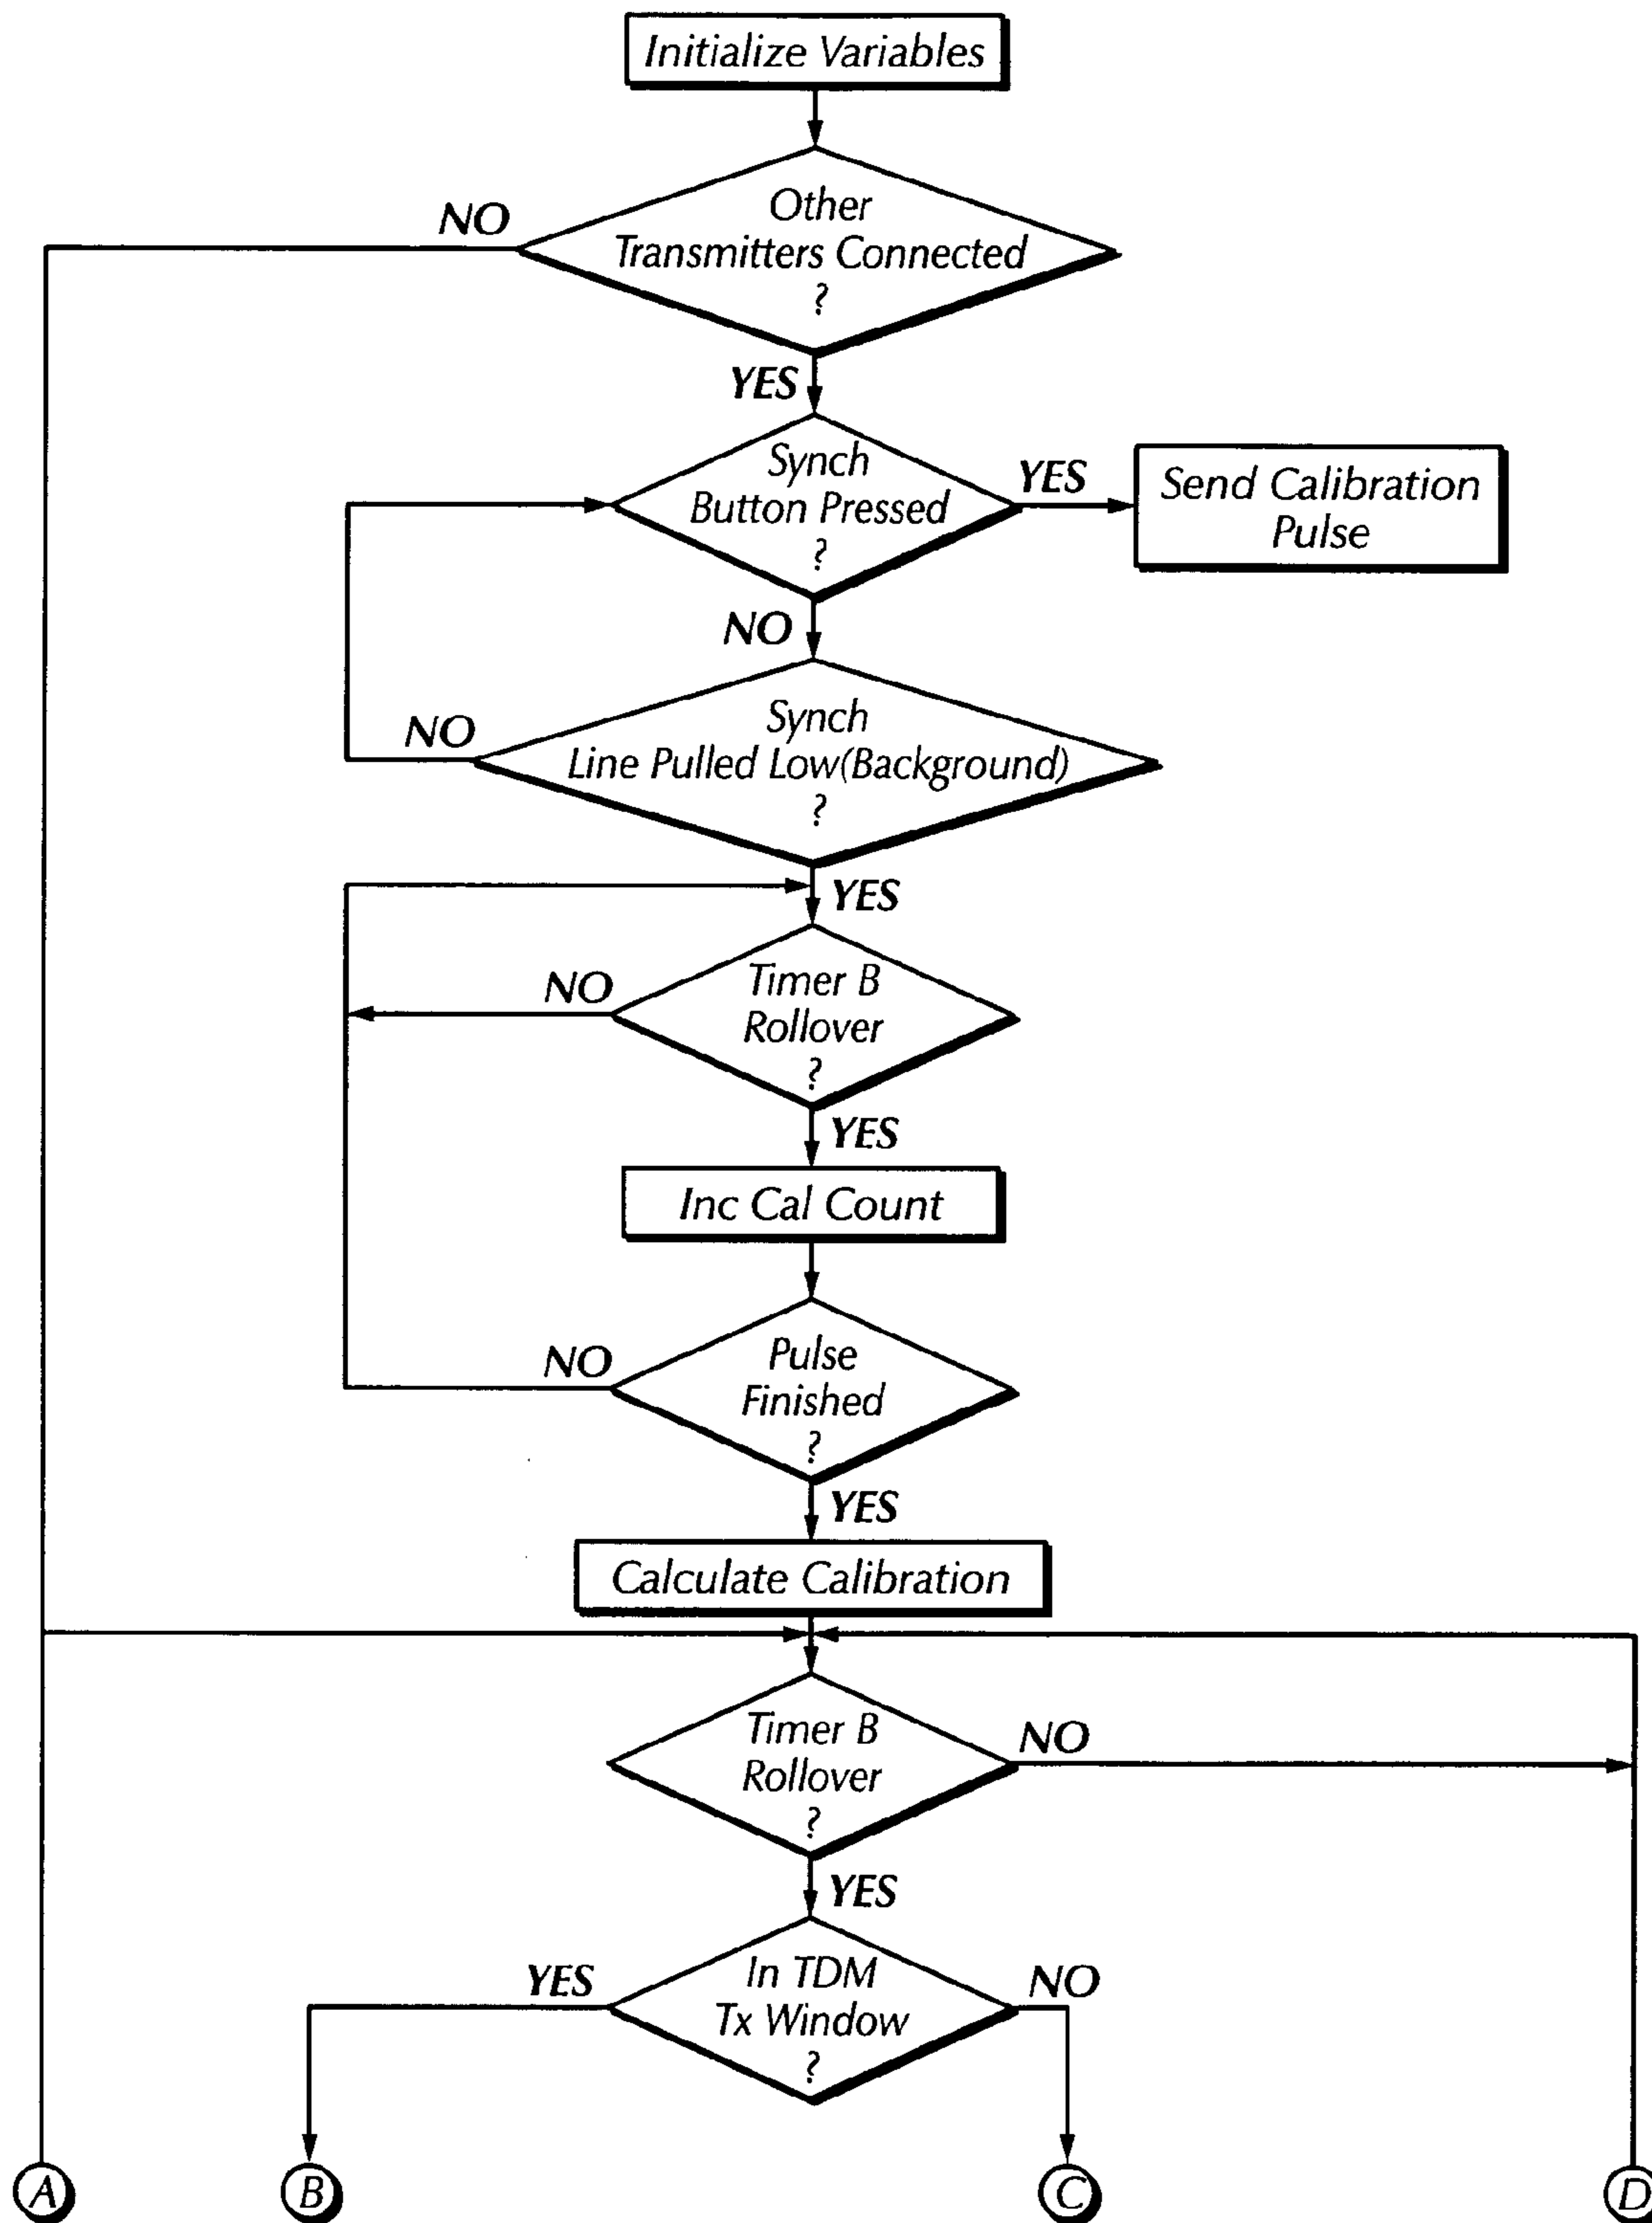 Initialize Variables
NO
Other
Transmitters Connected
?
YES
Synch
Button Pressed
?
YES
Send Calibration
Pulse
NO
Synch
Line Pulled Low(Background)
?
NO
YES
Timer B
Rollover
?
NO
YES
Inc Cal Count
Pulse
Finished
?
NO
YES
Calculate Calibration
Timer B
Rollover
?
NO
YES
In TDM
Tx Window
?
YES
NO
A
B
C
D